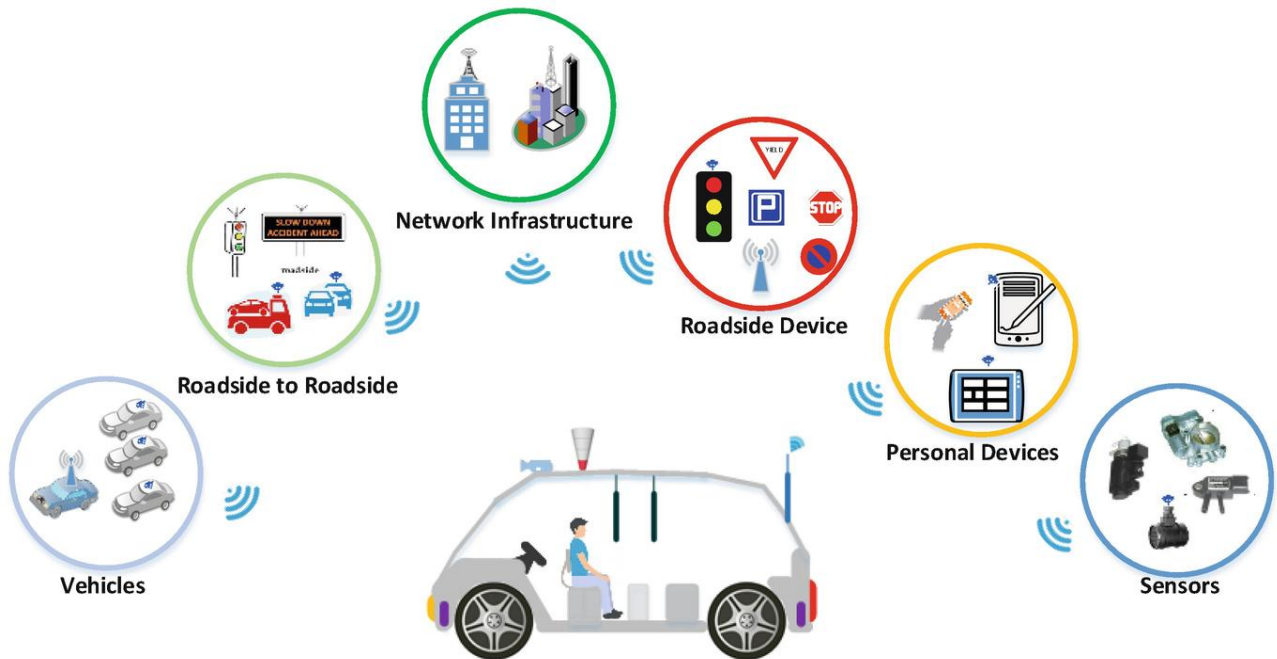 YIELD
SLOW DOWN
ACCIDENT AHEAD
P
STOP
Network Infrastructure
roadside
Roadside Device
Roadside to Roadside
Personal Devices
Vehicles
Sensors